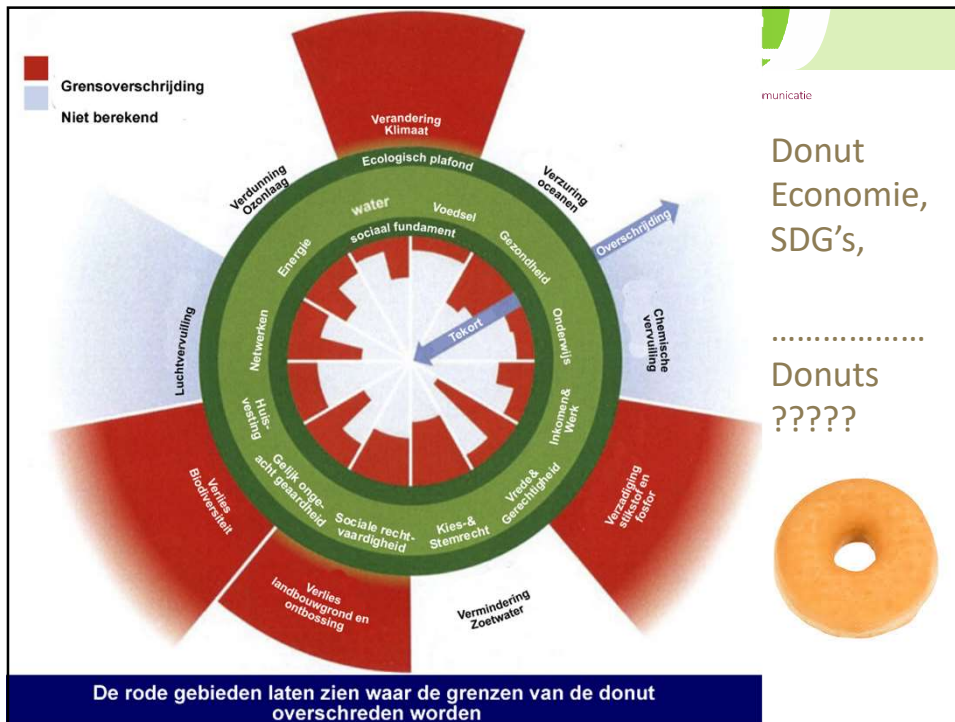 Grensoverschrijding
Niet berekend
Verandering
Klimaat
Ecologisch plafond
Verdunning
Ozonlaag
Verzuring
oceanen
Overschrijding
water
Voedsel
sociaal fundament
Energie
Gezondheid
Tekort
Netwerken
Onderwijs
Luchtvervuiling
Chemische
vervuiling
Huis-
vesting
Inkomen&
Werk
Gelijk onge-
acht geaardheid
Sociale recht-
vaardigheid
Kies-&
Stemrecht
Vrede&
Gerechtigheid
Verlies
Biodiversiteit
Verzadiging
stikstof en
fosfor
Verlies
landbouwgrond en
ontbossing
Vermindering
Zoetwater
De rode gebieden laten zien waar de grenzen van de donut
overschreden worden
municatie
Donut
Economie,
SDG’s,
………………
Donuts
?????